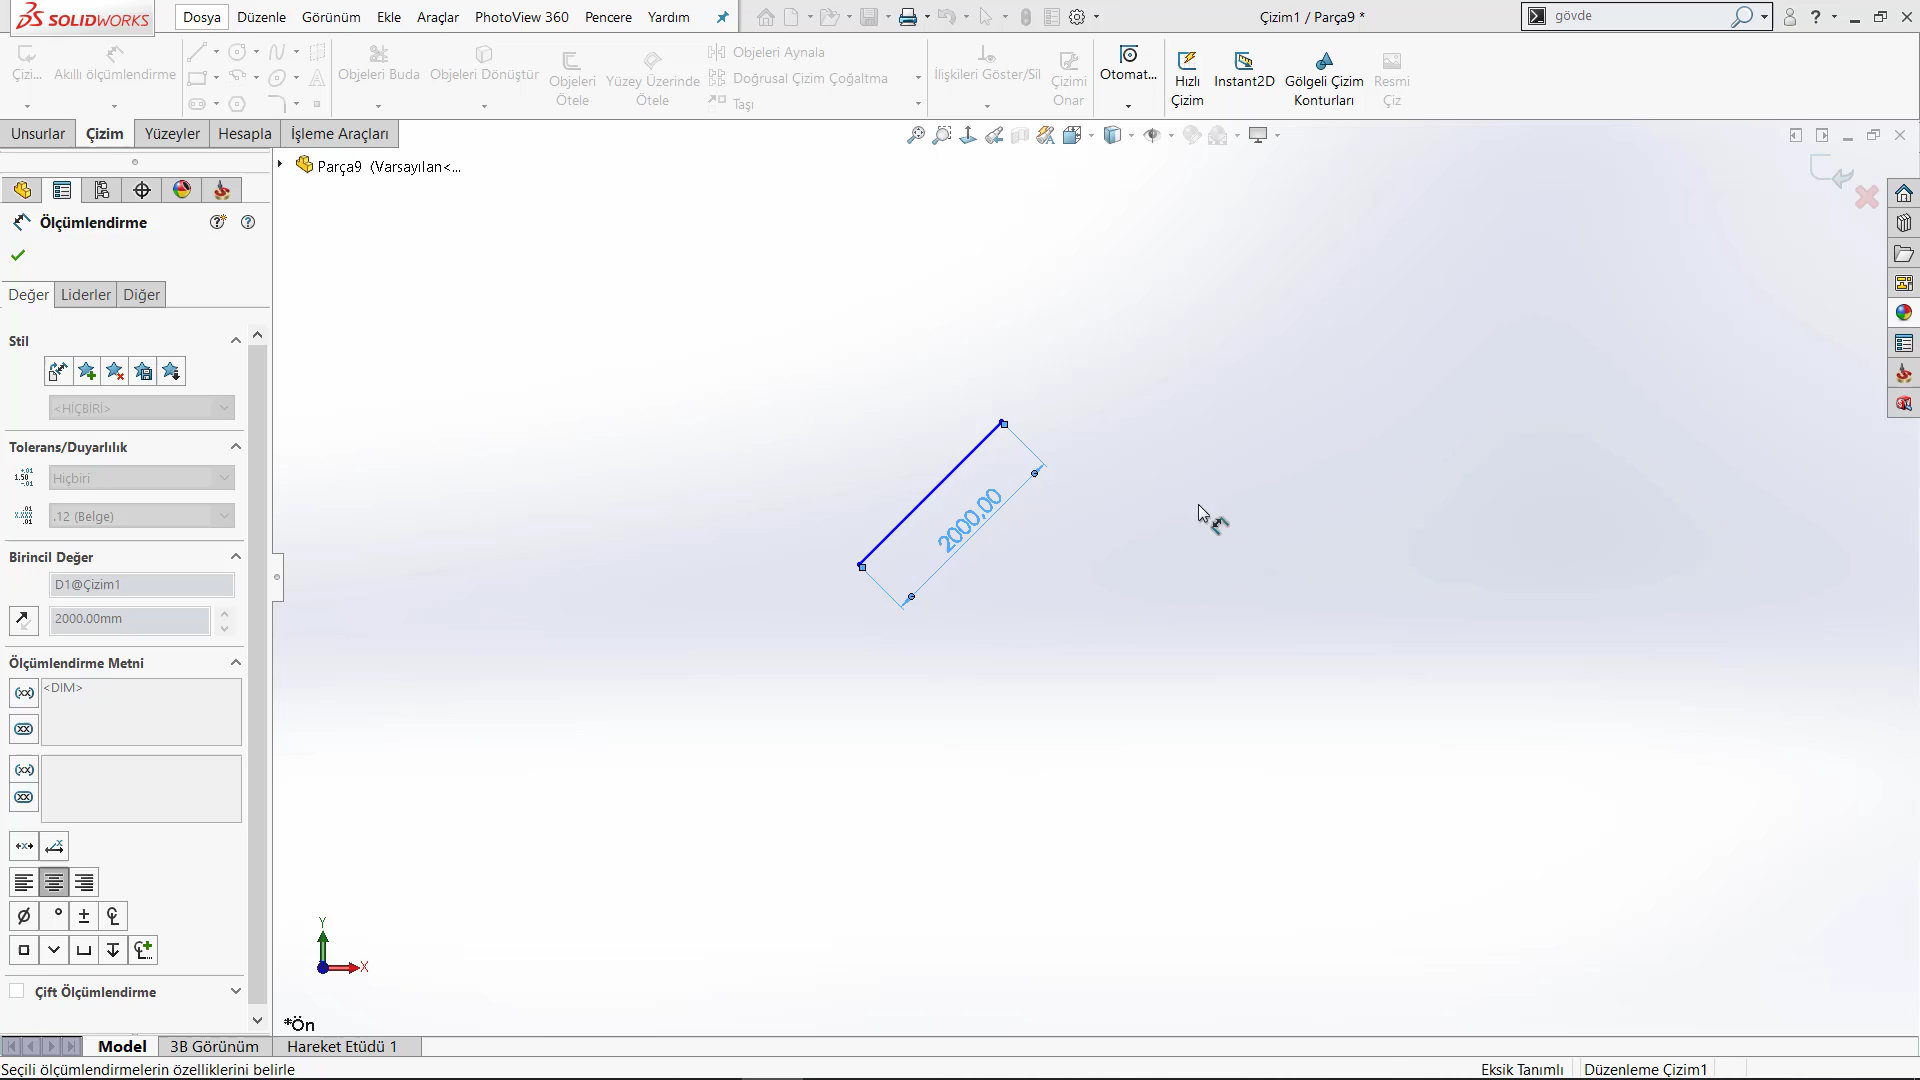 SOLIDWORKS
Dosya Düzenle Görünüm Ekle Araçlar PhotoView 360 Pencere Yardım
Çizim1 / Parça9 *
gövde
?
Çizi...
Akıllı ölçümlendirme
Objeleri Buda
Objeleri Dönüştür
Objeleri Ötele
Yüzey Üzerinde Ötele
Objeleri Aynala
Doğrusal Çizim Çoğaltma
Taşı
İlişkileri Göster/Sil
Çizimi Onar
Otomat...
Hızlı Çizim
Instant2D
Gölgeli Çizim Konturları
Resmi Çiz
Unsurlar Çizim Yüzeyler Hesapla İşleme Araçları
Parça9 (Varsayılan<...
Ölçümlendirme
Değer Liderler Diğer
Stil
<HİÇBİRİ>
Tolerans/Duyarlılık
Hiçbiri
.12 (Belge)
Birincil Değer
D1@Çizim1
2000.00mm
Ölçümlendirme Metni
<DIM>
Çift Ölçümlendirme
2000,00
Y
X
*Ön
Model 3B Görünüm Hareket Etüdü 1
Seçili ölçümlendirmelerin özelliklerini belirle
Eksik Tanımlı Düzenleme Çizim1